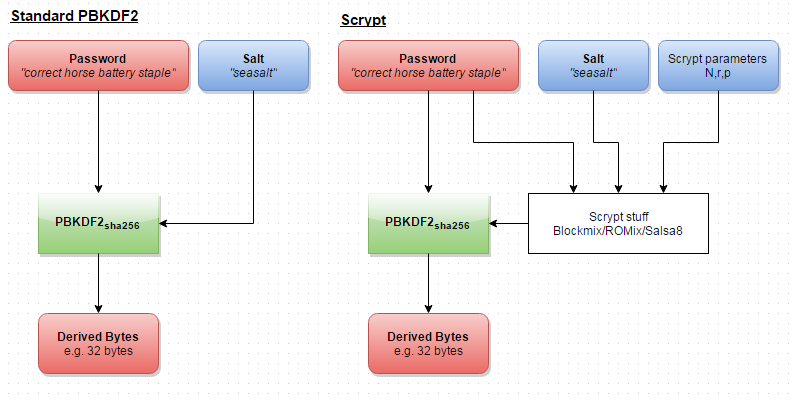 Standard PBKDF2
Password
"correct horse battery staple"
Salt
"seasalt"
PBKDF2sha256
Derived Bytes
e.g. 32 bytes
Scrypt
Password
"correct horse battery staple"
Salt
"seasalt"
Scrypt parameters
N,r,p
PBKDF2sha256
Scrypt stuff
Blockmix/ROMix/Salsa8
Derived Bytes
e.g. 32 bytes